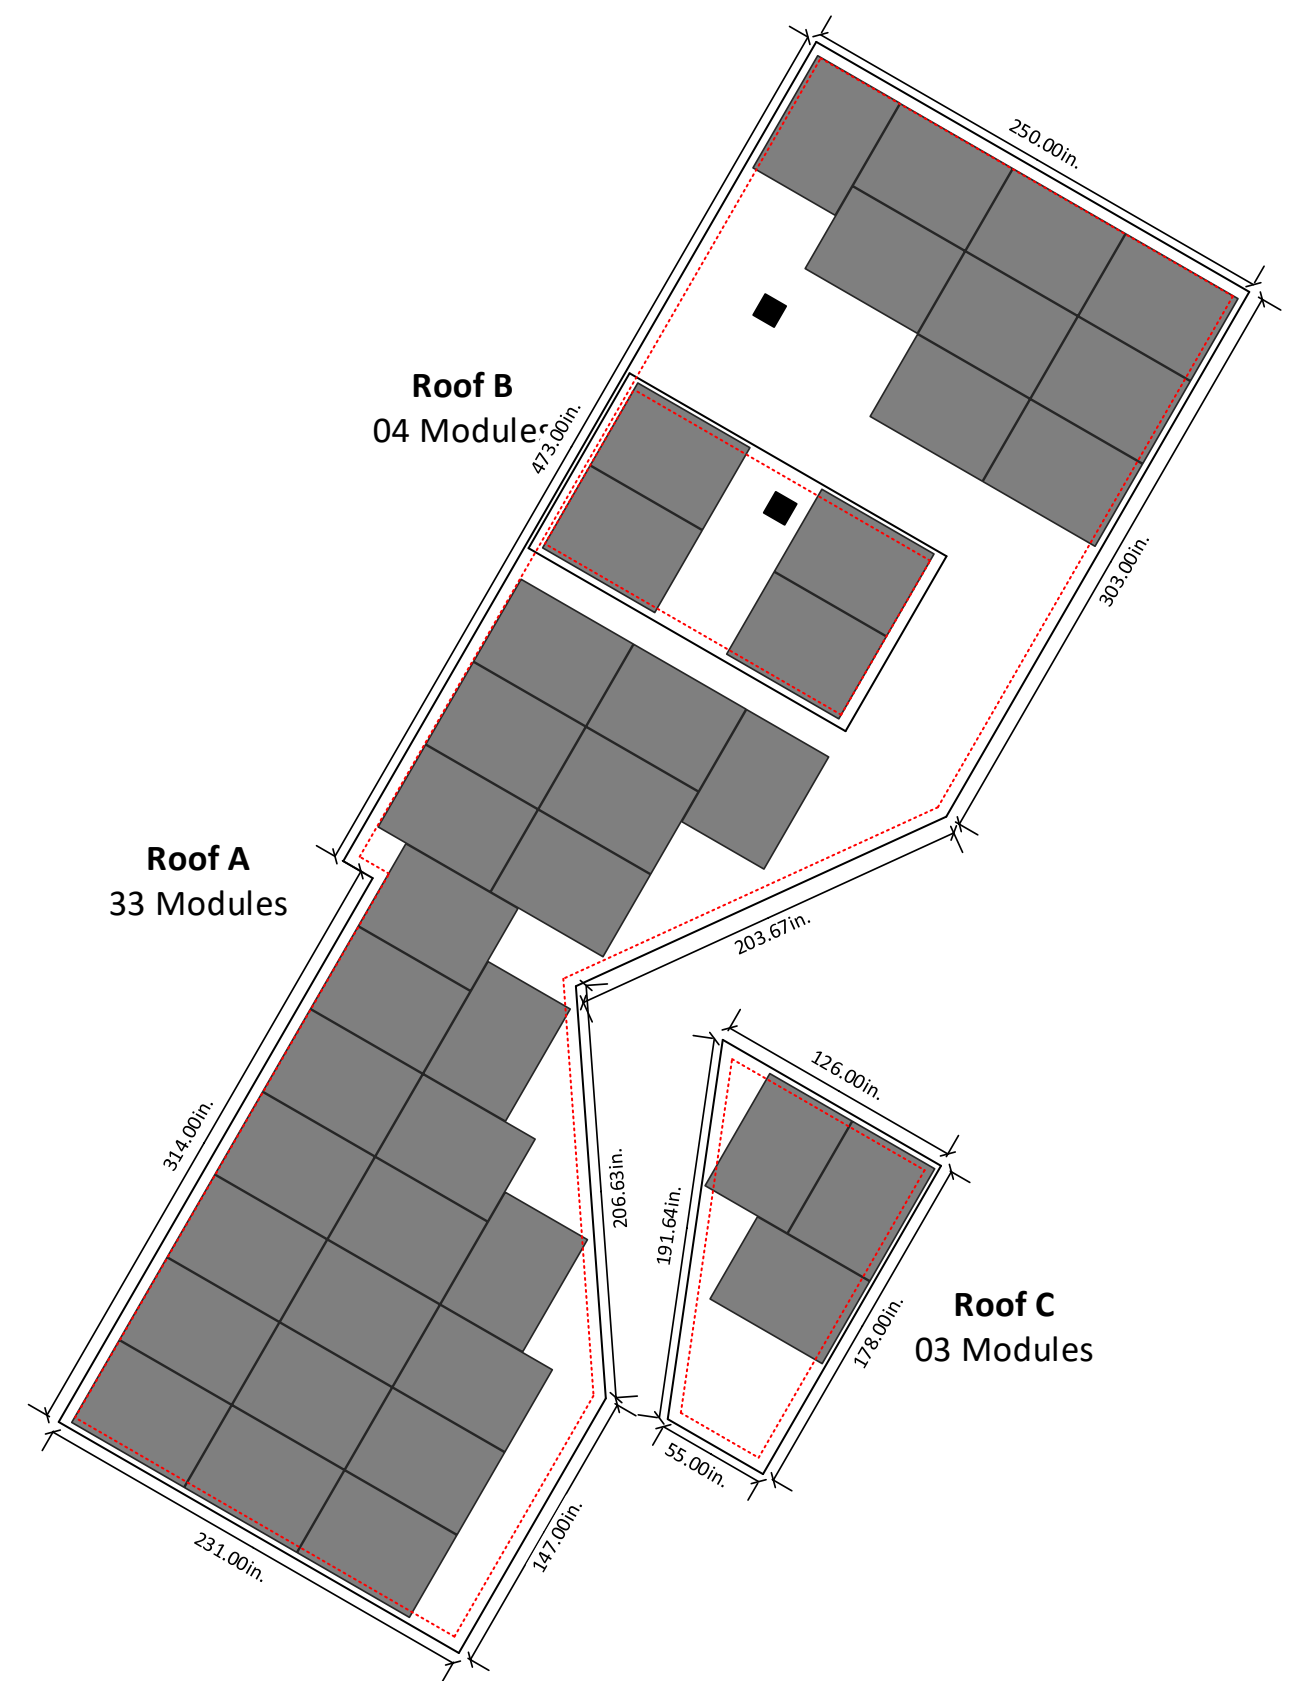 250.00in.
Roof B
04 Modules
473.00in.
303.00in.
Roof A
33 Modules
203.67in.
126.00in.
314.00in.
206.63in.
191.64in.
Roof C
03 Modules
178.00in.
55.00in.
147.00in.
231.00in.